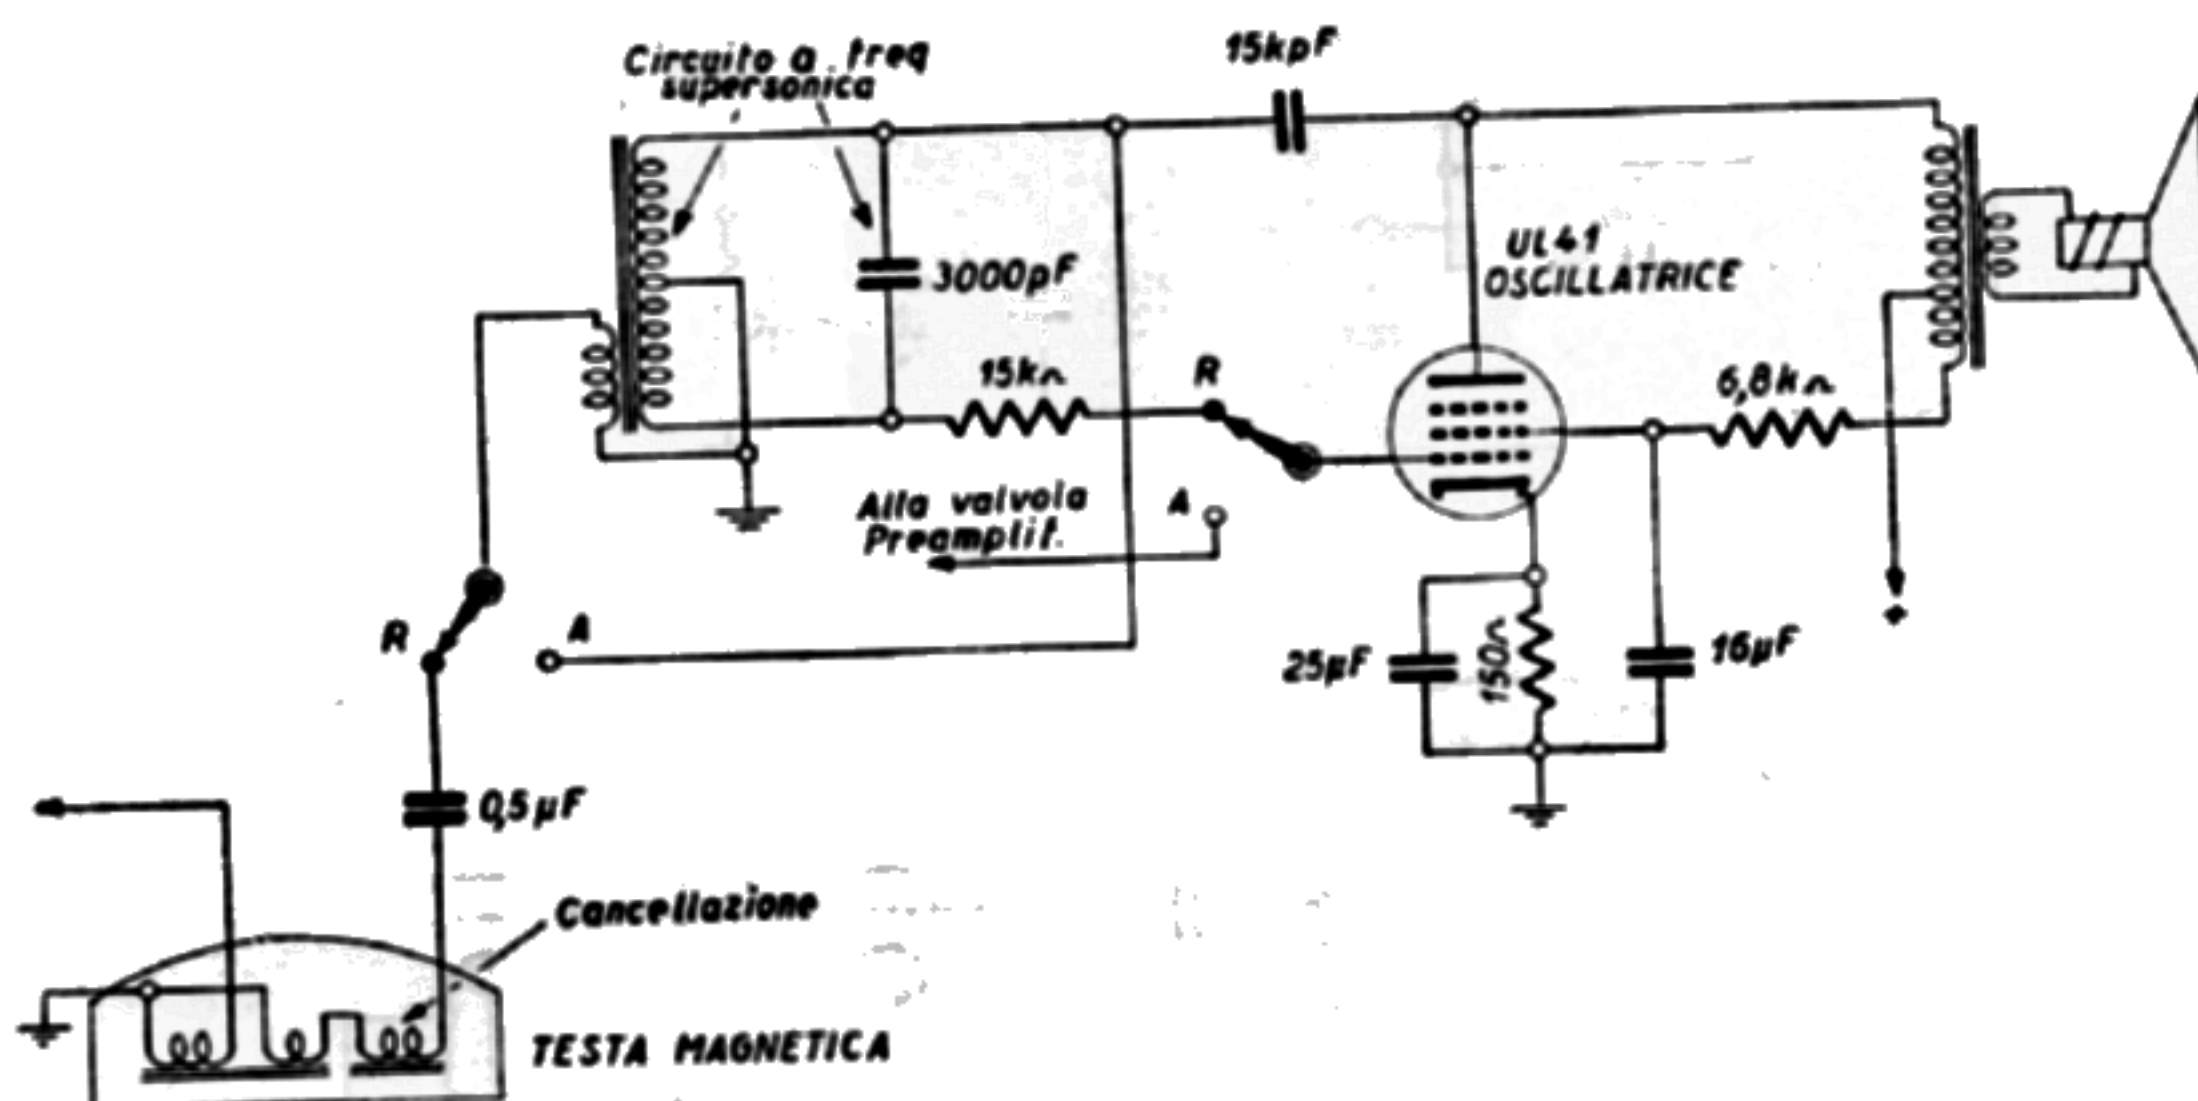 Circuito a freq
supersonica
15kpF
3000pF
UL41
OSCILLATRICE
15kΩ
R
6,8kΩ
Alla valvola
Preamplif.
A
R
A
25µF
150Ω
16µF
+
0,5µF
Cancellazione
TESTA MAGNETICA